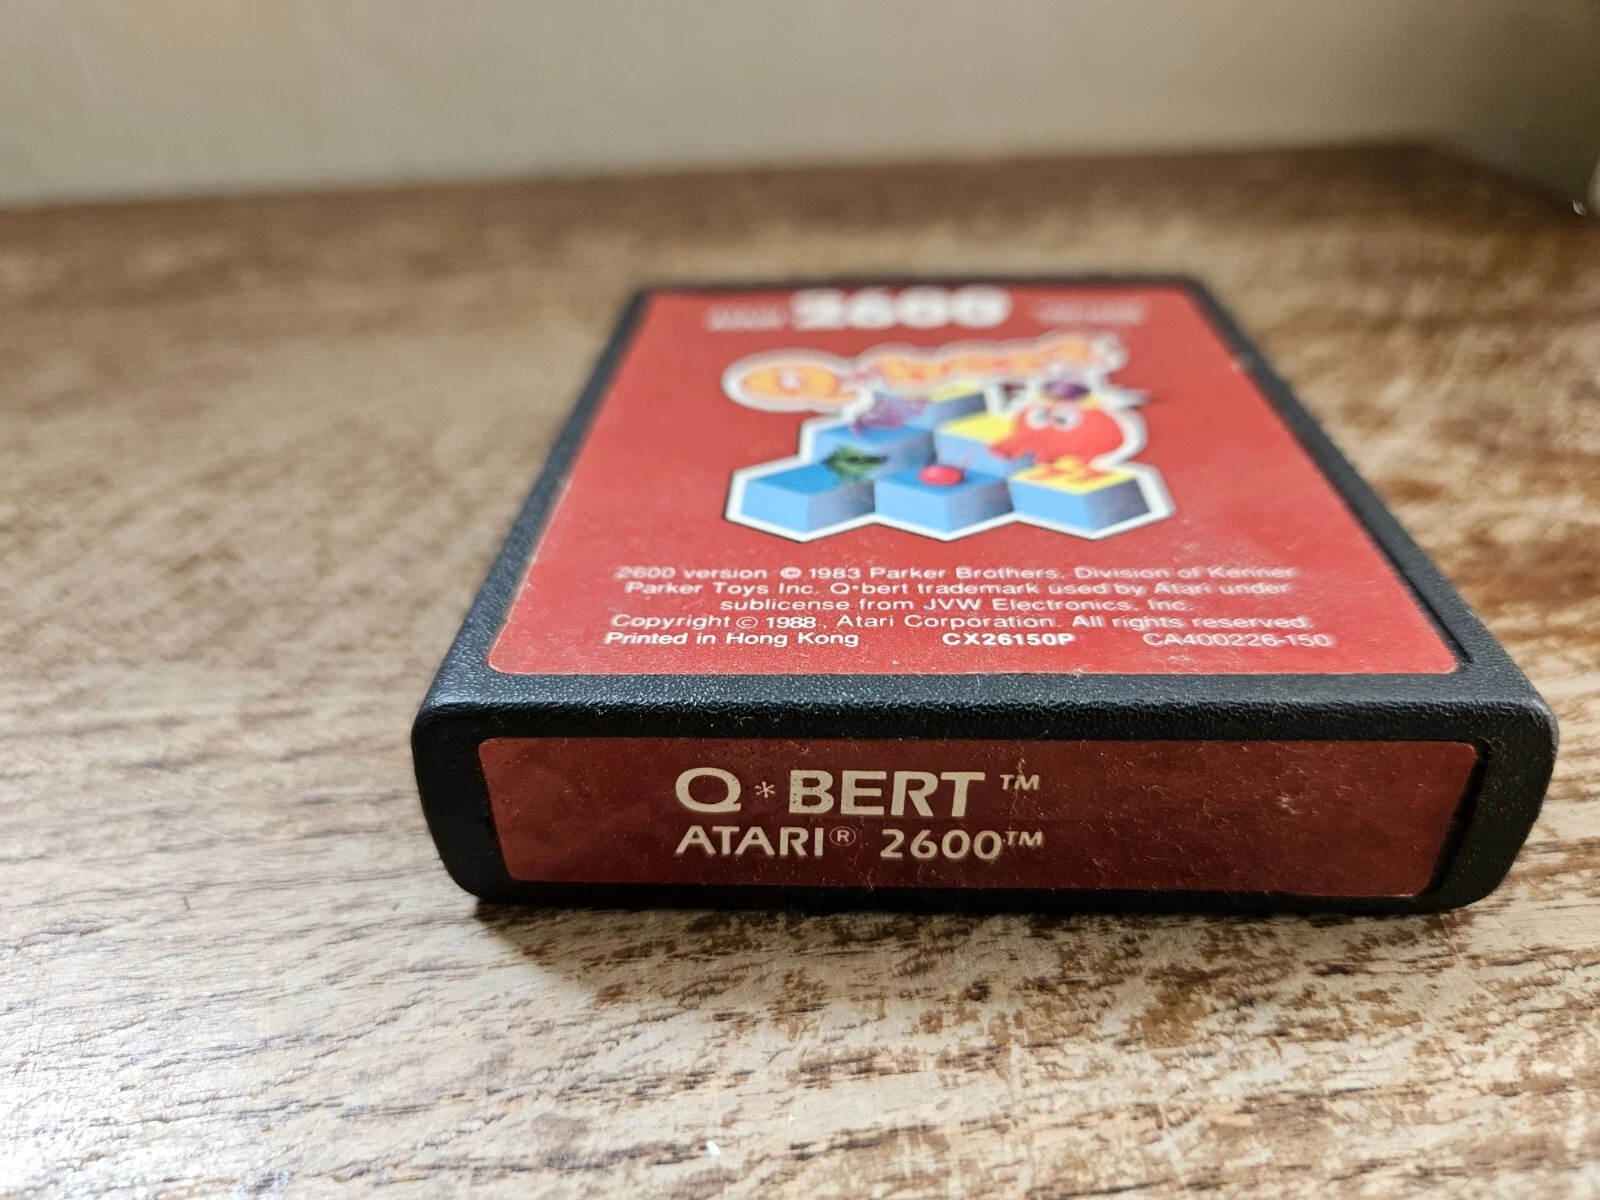 2600
Q*bert
2600 version © 1983 Parker Brothers, Division of Kenner
Parker Toys Inc. Q*bert trademark used by Atari under
sublicense from JVW Electronics, Inc.
Copyright © 1988, Atari Corporation. All rights reserved.
Printed in Hong Kong CX26150P CA400226-150
Q*BERT™
ATARI® 2600™